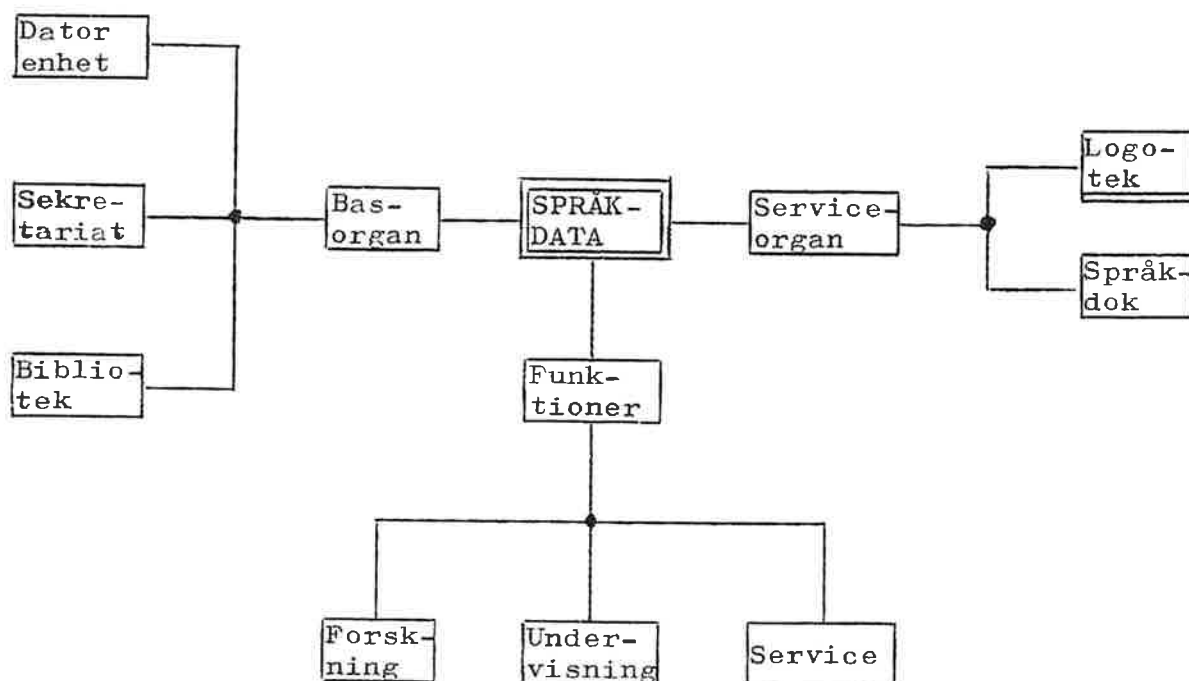 Dator
enhet
Logo-
tek
Sekre-
tariat
Bas-
organ
SPRÅK-
DATA
Service-
organ
Språk-
dok
Biblio-
tek
Funk-
tioner
Forsk-
ning
Under-
visning
Service